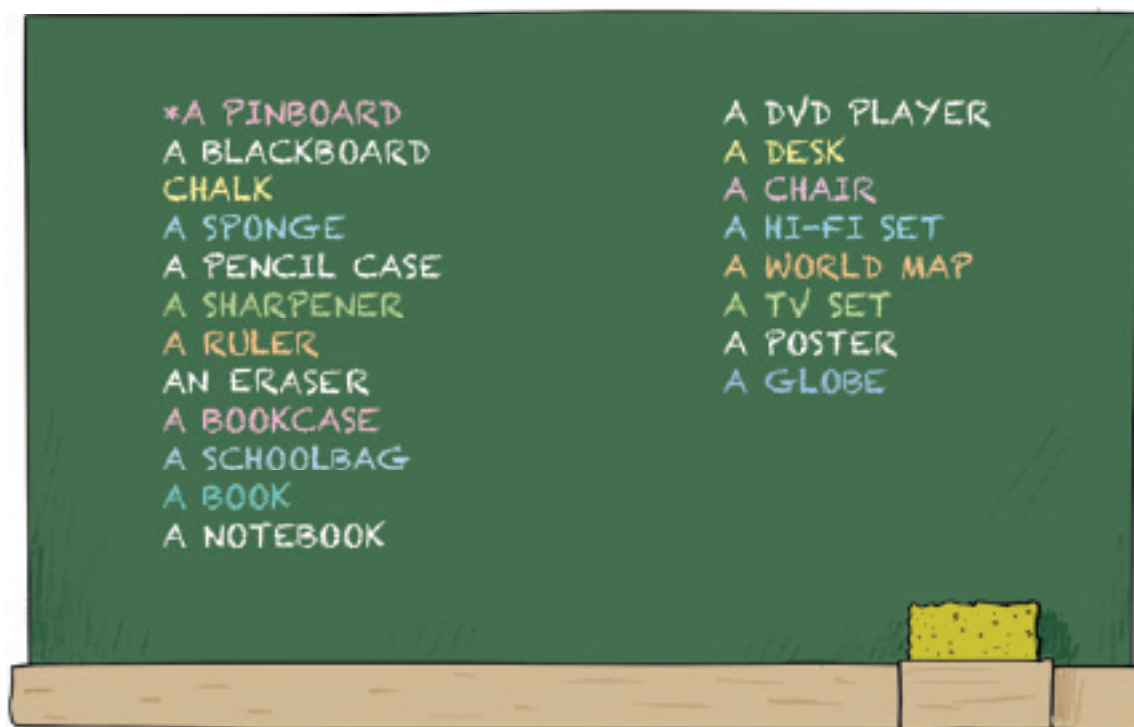 *A PINBOARD
A BLACKBOARD
CHALK
A SPONGE
A PENCIL CASE
A SHARPENER
A RULER
AN ERASER
A BOOKCASE
A SCHOOLBAG
A BOOK
A NOTEBOOK
A DVD PLAYER
A DESK
A CHAIR
A HI-FI SET
A WORLD MAP
A TV SET
A POSTER
A GLOBE